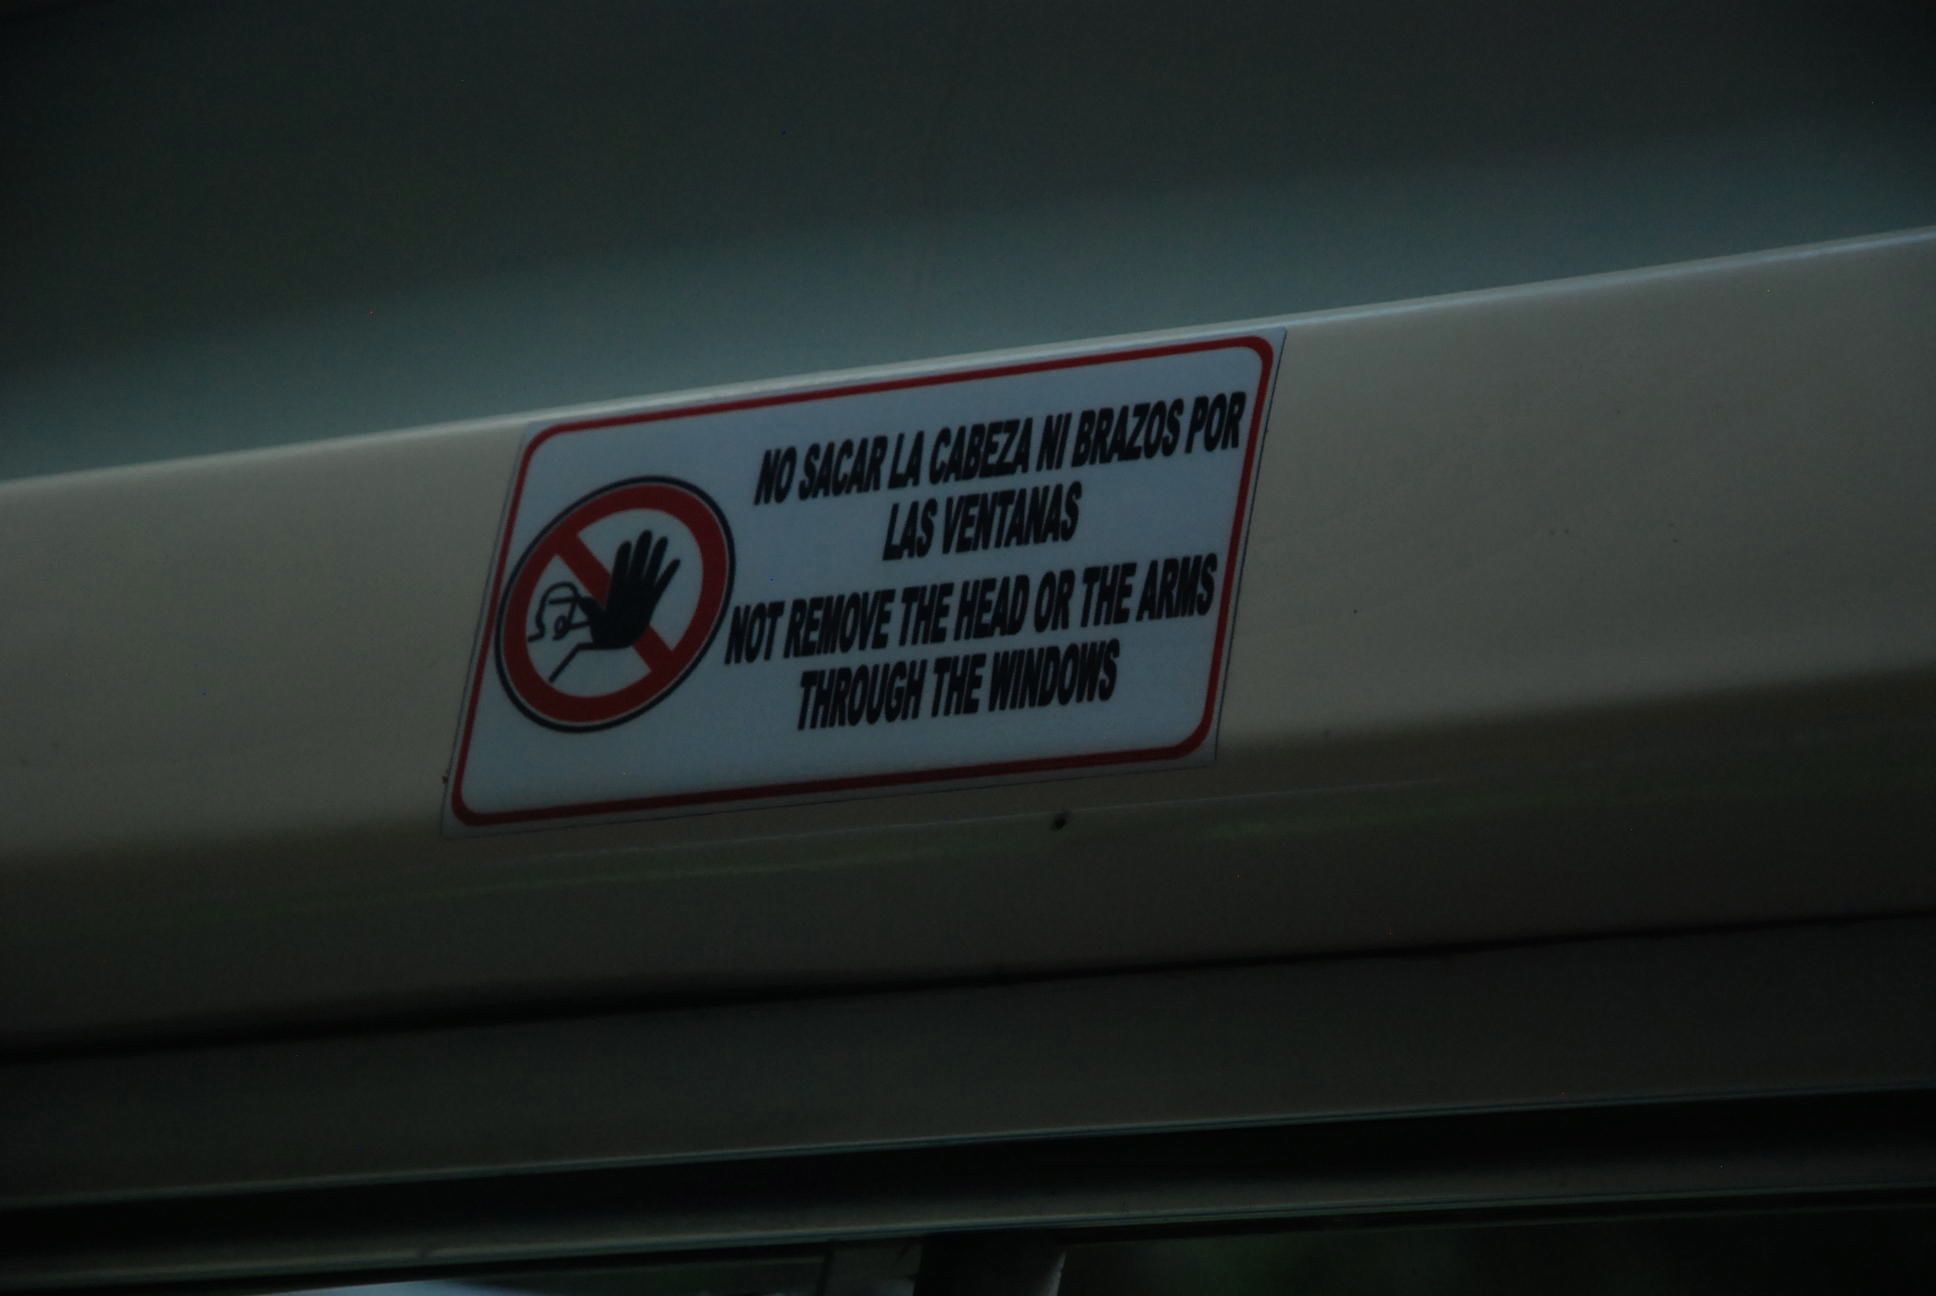 NO SACAR LA CABEZA NI BRAZOS POR
LAS VENTANAS
NOT REMOVE THE HEAD OR THE ARMS
THROUGH THE WINDOWS